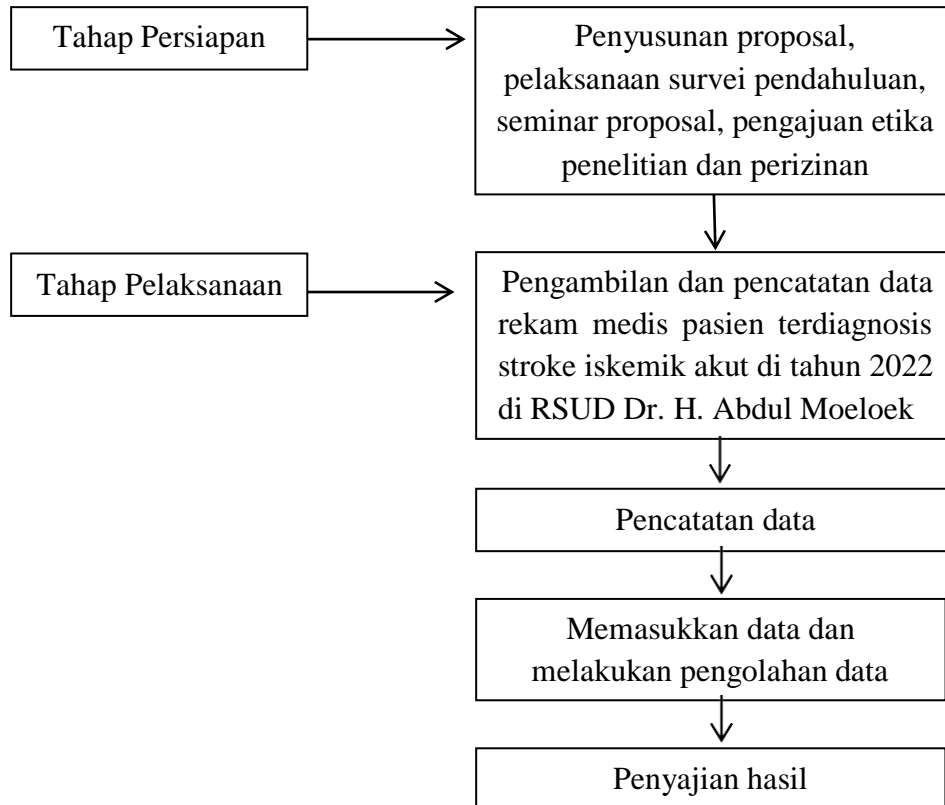 Tahap Persiapan
Penyusunan proposal,
pelaksanaan survei pendahuluan,
seminar proposal, pengajuan etika
penelitian dan perizinan
Tahap Pelaksanaan
Pengambilan dan pencatatan data
rekam medis pasien terdiagnosis
stroke iskemik akut di tahun 2022
di RSUD Dr. H. Abdul Moeloek
Pencatatan data
Memasukkan data dan
melakukan pengolahan data
Penyajian hasil